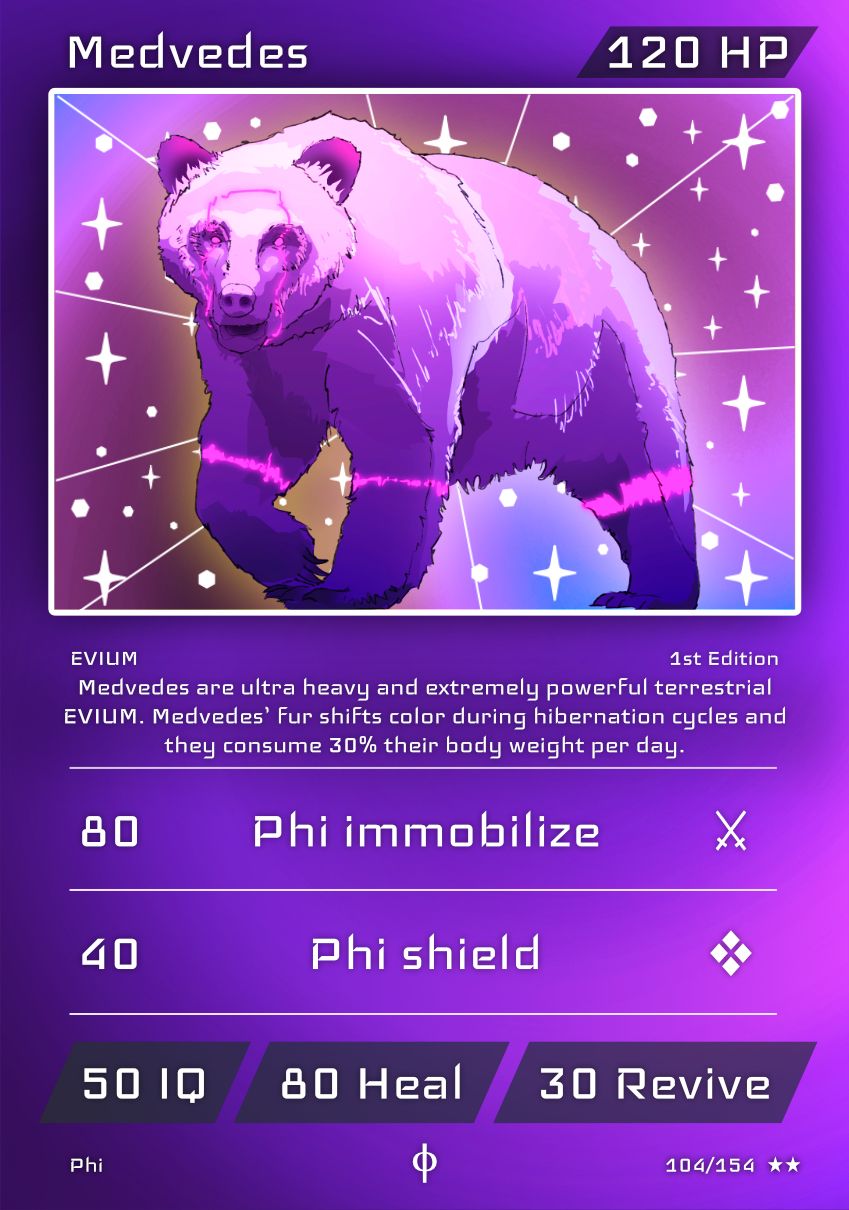 Medvedes 120 HP
EVIUM 1st Edition
Medvedes are ultra heavy and extremely powerful terrestrial
EVIUM. Medvedes’ fur shifts color during hibernation cycles and
they consume 30% their body weight per day.
80 Phi immobilize
40 Phi shield
50 IQ 80 Heal 30 Revive
Phi ф 104/154 ★★